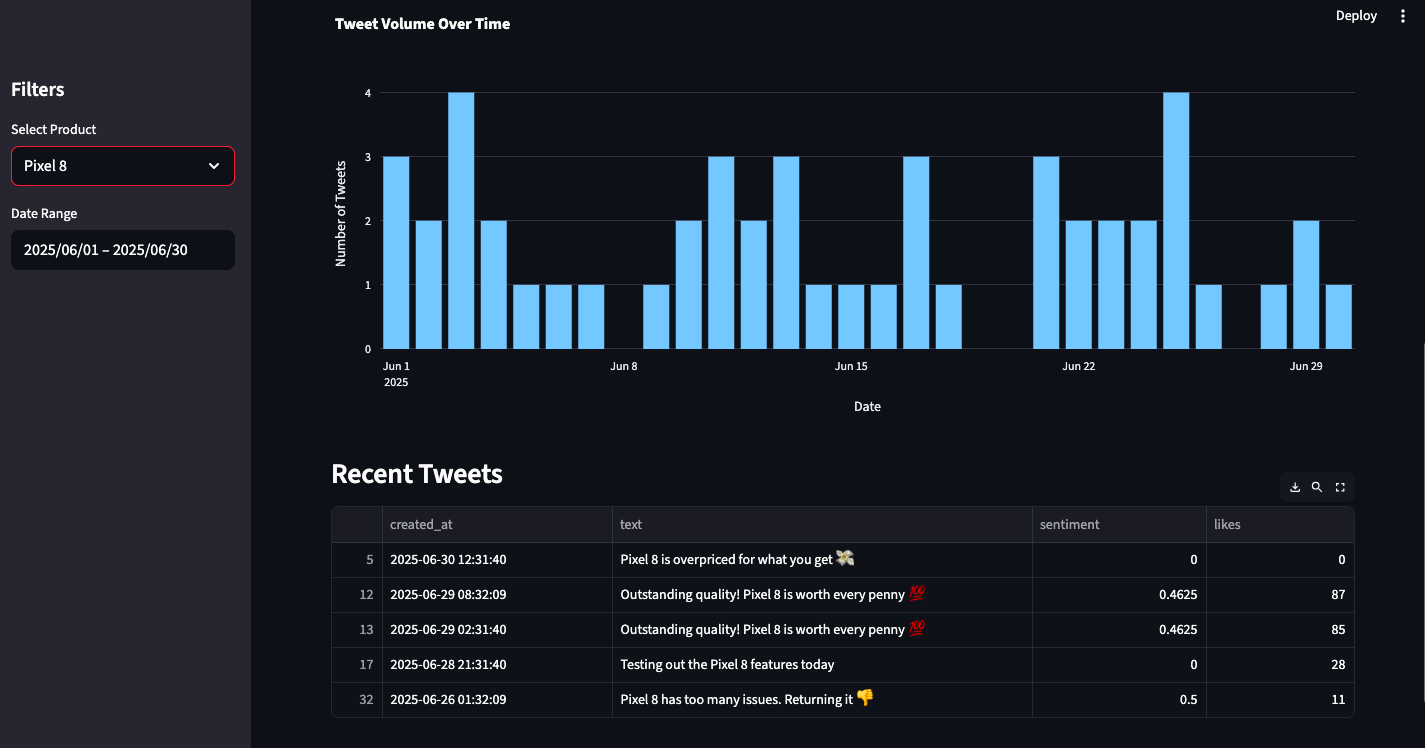 Deploy
Filters
Select Product
Pixel 8
Date Range
2025/06/01 – 2025/06/30
Tweet Volume Over Time
Number of Tweets
4
3
2
1
0
Jun 1
2025
Jun 8
Jun 15
Jun 22
Jun 29
Date
Recent Tweets
created_at text sentiment likes
5 2025-06-30 12:31:40 Pixel 8 is overpriced for what you get 💸 0 0
12 2025-06-29 08:32:09 Outstanding quality! Pixel 8 is worth every penny 💯 0.4625 87
13 2025-06-29 02:31:40 Outstanding quality! Pixel 8 is worth every penny 💯 0.4625 85
17 2025-06-28 21:31:40 Testing out the Pixel 8 features today 0 28
32 2025-06-26 01:32:09 Pixel 8 has too many issues. Returning it 👎 0.5 11